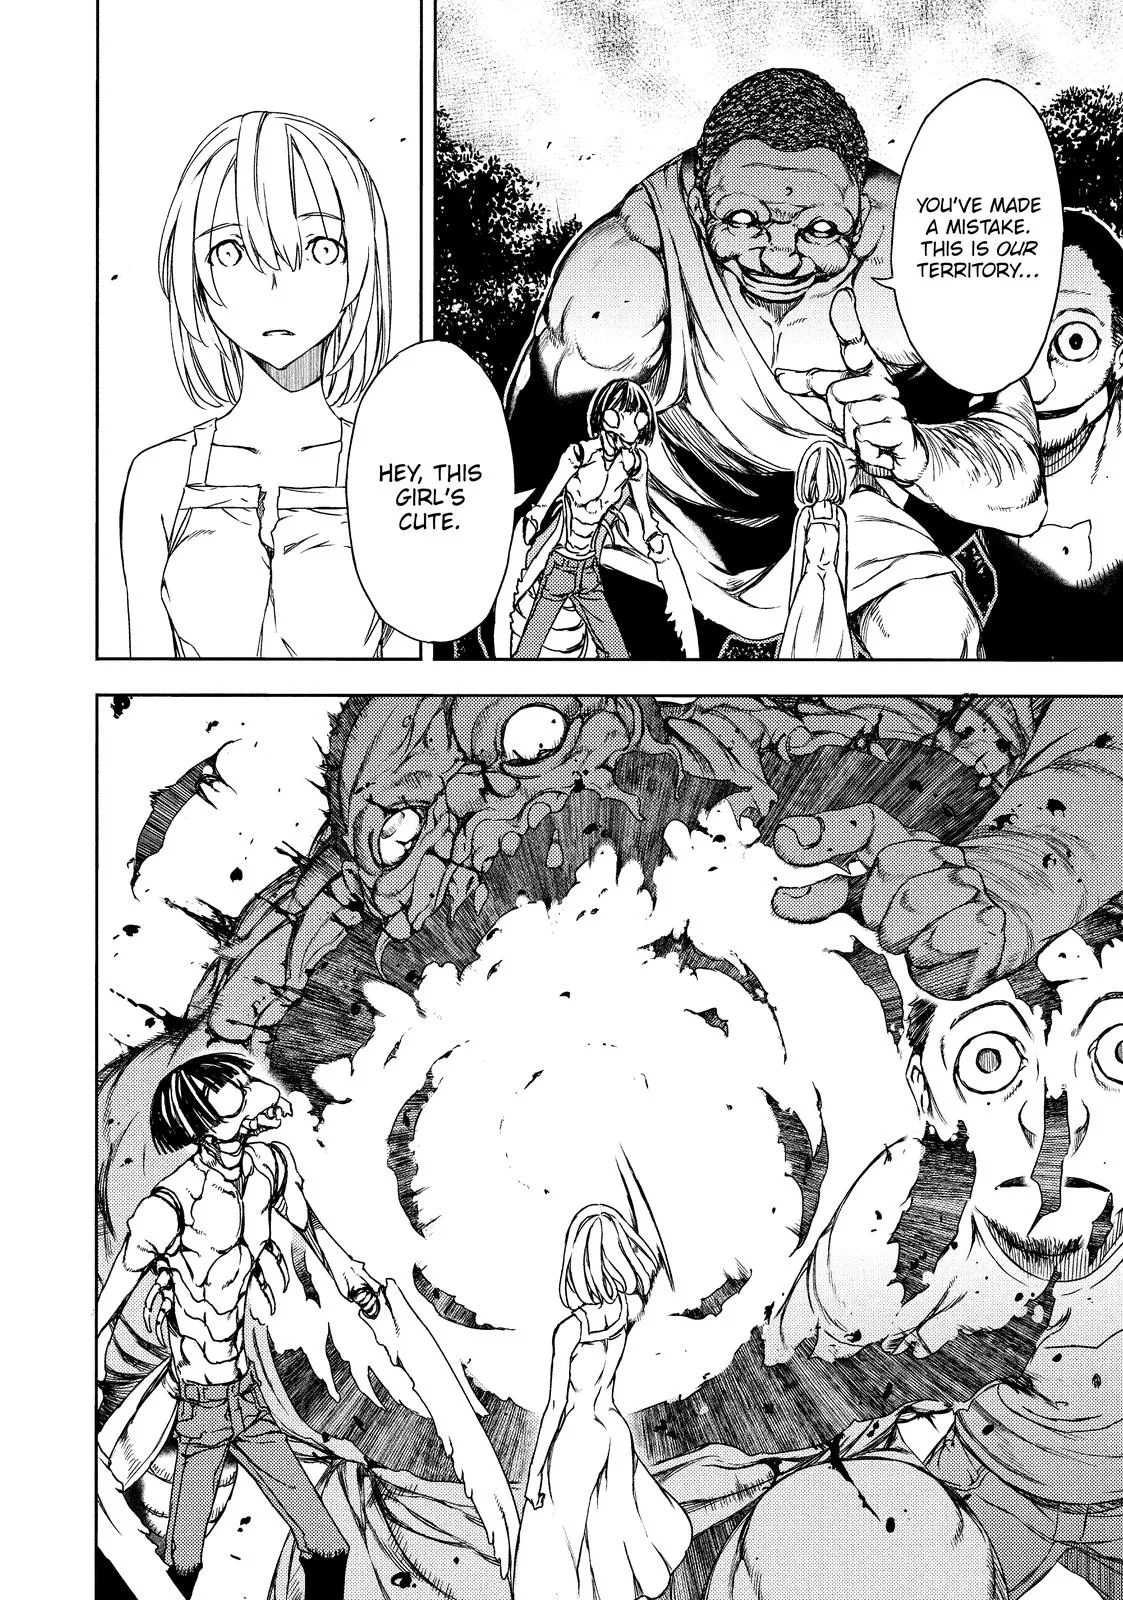 YOU'VE MADE
A MISTAKE.
THIS IS OUR
TERRITORY...
HEY, THIS
GIRL'S
CUTE.